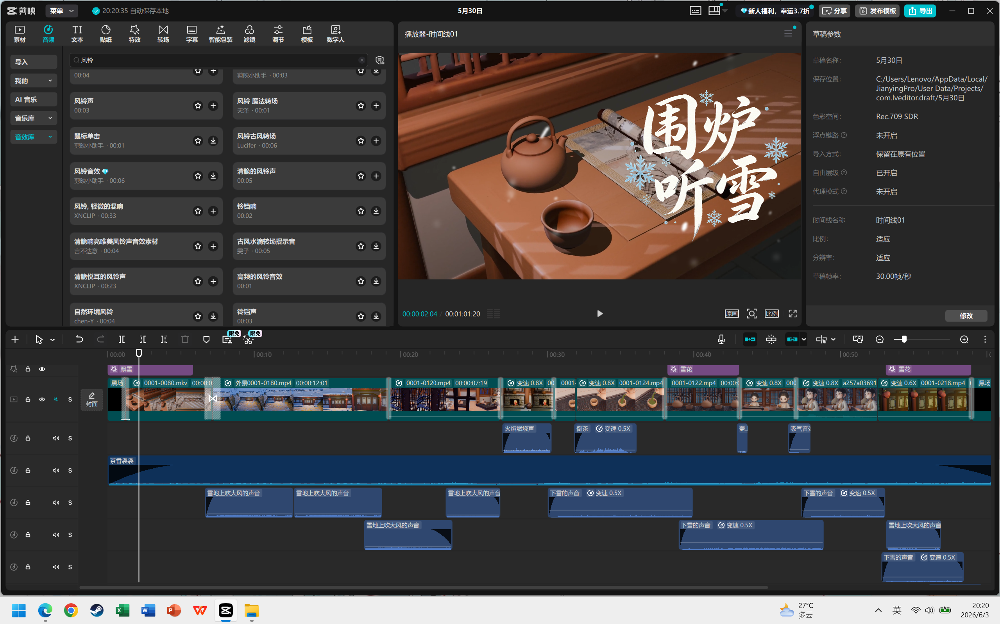 剪映
菜单
20:20:35 自动保存本地
5月30日
新人福利，幸运3.7折
分享
发布模板
导出
素材
音频
文本
贴纸
特效
转场
字幕
智能包装
滤镜
调节
模板
数字人
导入
我的
AI 音乐
音乐库
音效库
风铃
00:04
剪映小助手 · 00:03
风铃声
00:03
风铃 魔法转场
天泽 · 00:01
鼠标单击
剪映小助手 · 00:01
风铃古风转场
Lucifer · 00:06
风铃音效
剪映小助手 · 00:06
清脆的风铃声
00:05
风铃, 轻微的混响
XNCLIP · 00:33
铃铛响
00:02
清脆响亮唯美风铃声音效素材
言不达意 · 00:04
古风水滴转场提示音
雯子 · 00:05
清脆悦耳的风铃声
XNCLIP · 00:23
高频的风铃音效
00:01
自然环境风铃
chen-Y · 00:04
铃铛声
00:03
播放器-时间线01
围炉
听雪
00:00:02:04 / 00:01:01:20
原画
比例
草稿参数
草稿名称：
5月30日
保存位置：
C:/Users/Lenovo/AppData/Local/
JianyingPro/User Data/Projects/
com.lveditor.draft/5月30日
色彩空间：
Rec.709 SDR
浮点链路
未开启
导入方式：
保留在原有位置
自由层级
已开启
代理模式
未开启
时间线名称
时间线01
比例：
适应
分辨率：
适应
草稿帧率：
30.00帧/秒
修改
限免
限免
00:00
00:10
00:20
00:30
00:40
00:50
飘雪
雪花
雪花
封面
黑场
0001-0080.mkv 00:00:0
外景0001-0180.mp4 00:00:12:01
0001-0120.mp4 00:00:07:19
变速 0.8X 00
0001-
变速 0.8X 0001-0124.mp4
0001-0122.mp4 00:00:0
变速 0.8X 000
变速 0.8X a257a03691
变速 0.6X 0001-0218.mp4
黑场
S
火焰燃烧声
倒茶 变速 0.5X
盖上
吸气音效
S
茶香袅袅
S
雪地上吹大风的声音
雪地上吹大风的声音
雪地上吹大风的声音
下雪的声音 变速 0.5X
下雪的声音 变速 0.5X
S
雪地上吹大风的声音
下雪的声音 变速 0.5X
雪地上吹大风的声音
S
下雪的声音 变速 0.5X
S
27°C
多云
英
20:20
2026/6/3